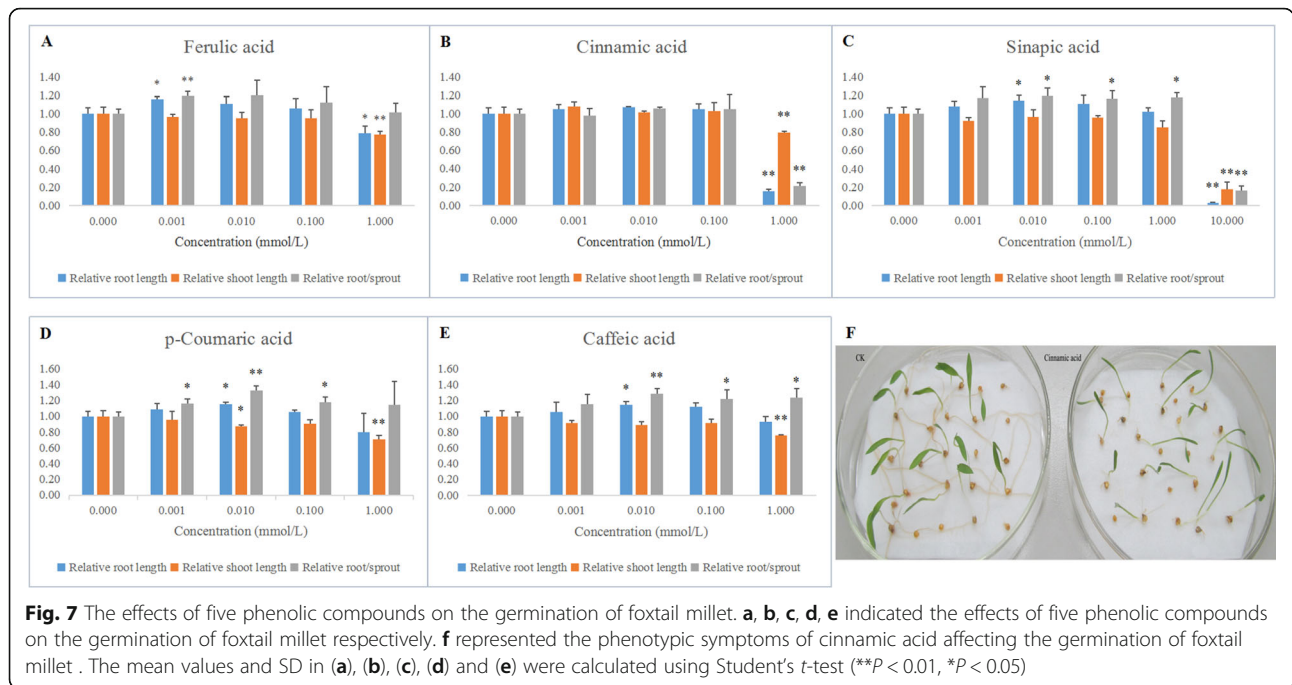 A
Ferulic acid
1.40
1.20
1.00
0.80
0.60
0.40
0.20
0.00
* ** * **
0.000 0.001 0.010 0.100 1.000
Concentration (mmol/L)
Relative root length Relative shoot length Relative root/sprout
B
Cinnamic acid
1.40
1.20
1.00
0.80
0.60
0.40
0.20
0.00
** ** **
0.000 0.001 0.010 0.100 1.000
Concentration (mmol/L)
Relative root length Relative shoot length Relative root/sprout
C
Sinapic acid
1.40
1.20
1.00
0.80
0.60
0.40
0.20
0.00
* * * * ** ** **
0.000 0.001 0.010 0.100 1.000 10.000
Concentration (mmol/L)
Relative root length Relative shoot length Relative root/sprout
D
p-Coumaric acid
1.60
1.40
1.20
1.00
0.80
0.60
0.40
0.20
0.00
* * * ** * **
0.000 0.001 0.010 0.100 1.000
Concentration (mmol/L)
Relative root length Relative shoot length Relative root/sprout
E
Caffeic acid
1.60
1.40
1.20
1.00
0.80
0.60
0.40
0.20
0.00
* ** * ** *
0.000 0.001 0.010 0.100 1.000
Concentration (mmol/L)
Relative root length Relative shoot length Relative root/sprout
F
CK Cinnamic acid
Fig. 7 The effects of five phenolic compounds on the germination of foxtail millet. a, b, c, d, e indicated the effects of five phenolic compounds
on the germination of foxtail millet respectively. f represented the phenotypic symptoms of cinnamic acid affecting the germination of foxtail
millet . The mean values and SD in (a), (b), (c), (d) and (e) were calculated using Student's t-test (**P < 0.01, *P < 0.05)